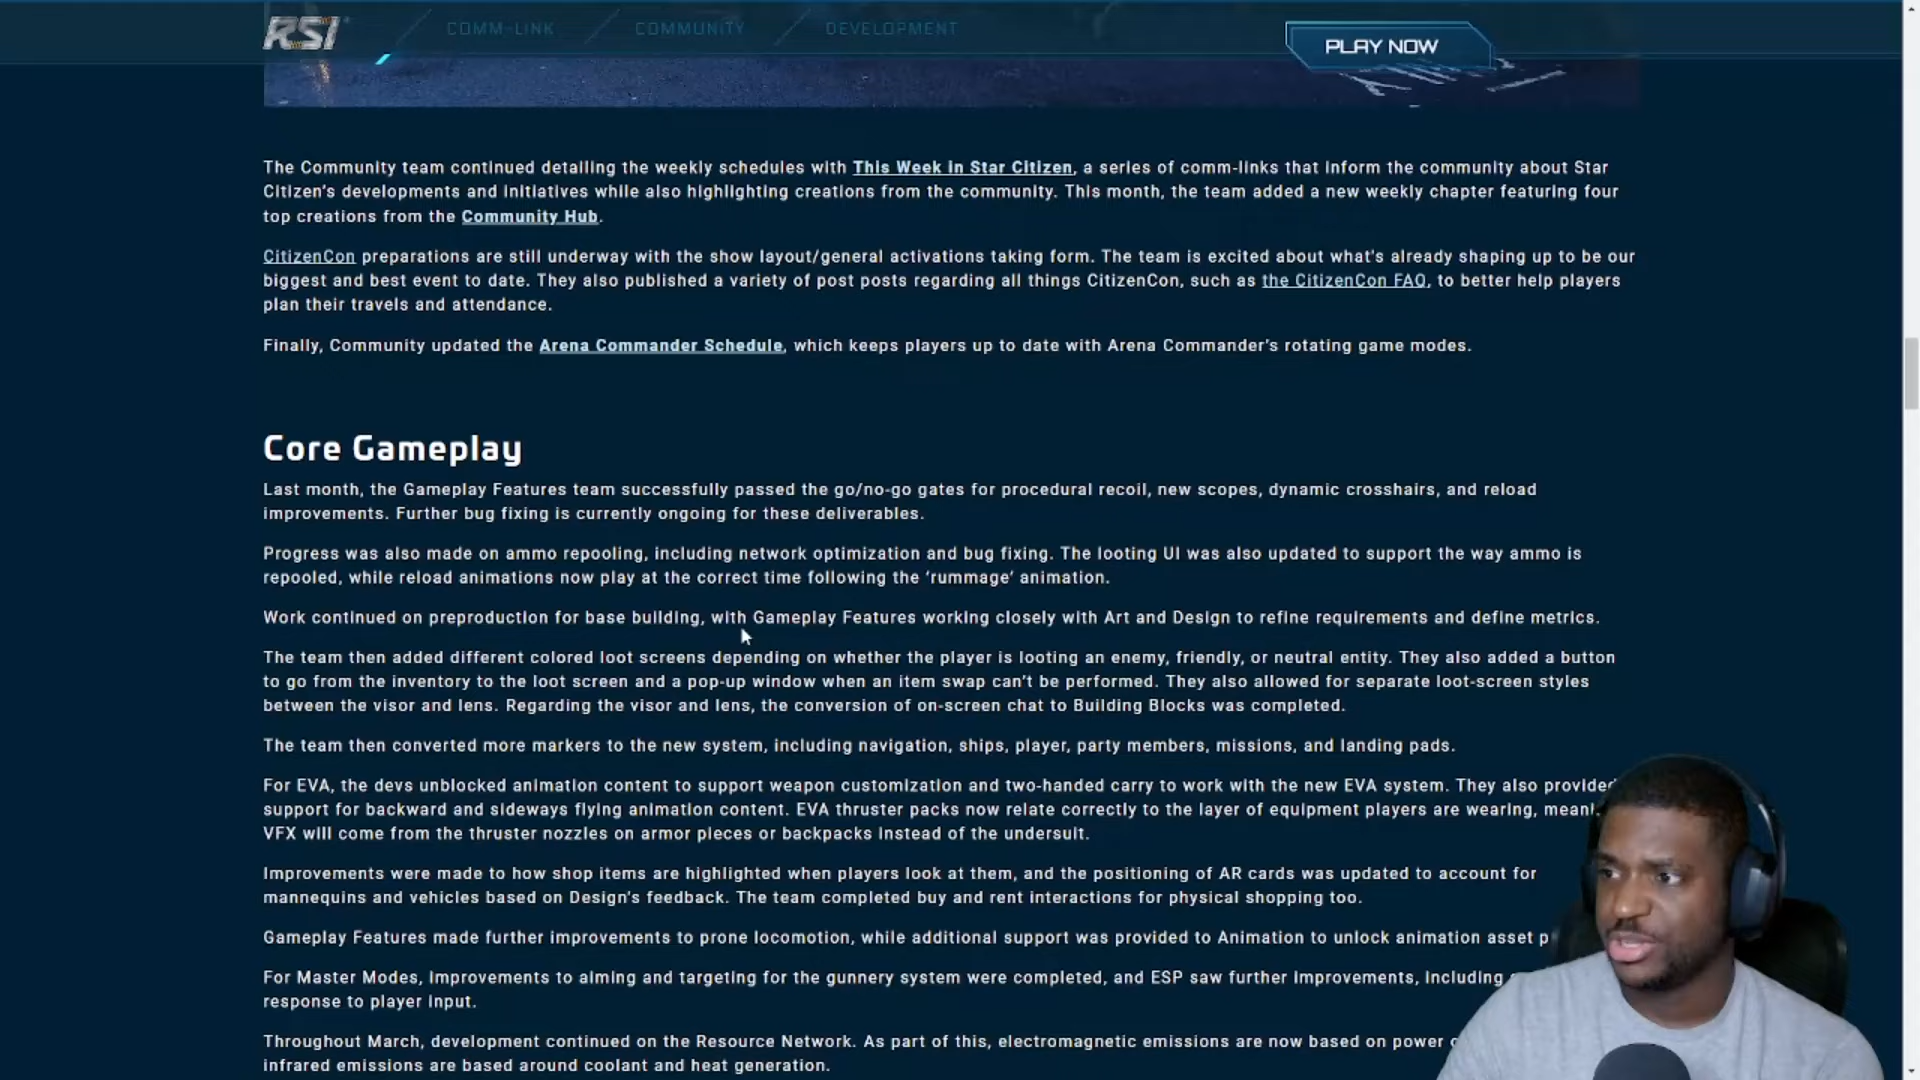 RSI
COMM-LINK
COMMUNITY
DEVELOPMENT
PLAY NOW
The Community team continued detailing the weekly schedules with This Week in Star Citizen, a series of comm-links that inform the community about Star
Citizen's developments and initiatives while also highlighting creations from the community. This month, the team added a new weekly chapter featuring four
top creations from the Community Hub.
CitizenCon preparations are still underway with the show layout/general activations taking form. The team is excited about what's already shaping up to be our
biggest and best event to date. They also published a variety of post posts regarding all things CitizenCon, such as the CitizenCon FAQ, to better help players
plan their travels and attendance.
Finally, Community updated the Arena Commander Schedule, which keeps players up to date with Arena Commander's rotating game modes.
Core Gameplay
Last month, the Gameplay Features team successfully passed the go/no-go gates for procedural recoil, new scopes, dynamic crosshairs, and reload
improvements. Further bug fixing is currently ongoing for these deliverables.
Progress was also made on ammo repooling, including network optimization and bug fixing. The looting UI was also updated to support the way ammo is
repooled, while reload animations now play at the correct time following the ‘rummage’ animation.
Work continued on preproduction for base building, with Gameplay Features working closely with Art and Design to refine requirements and define metrics.
The team then added different colored loot screens depending on whether the player is looting an enemy, friendly, or neutral entity. They also added a button
to go from the inventory to the loot screen and a pop-up window when an item swap can't be performed. They also allowed for separate loot-screen styles
between the visor and lens. Regarding the visor and lens, the conversion of on-screen chat to Building Blocks was completed.
The team then converted more markers to the new system, including navigation, ships, player, party members, missions, and landing pads.
For EVA, the devs unblocked animation content to support weapon customization and two-handed carry to work with the new EVA system. They also provided
support for backward and sideways flying animation content. EVA thruster packs now relate correctly to the layer of equipment players are wearing,
VFX will come from the thruster nozzles on armor pieces or backpacks instead of the undersuit.
Improvements were made to how shop items are highlighted when players look at them, and the positioning of AR cards was updated to account for
mannequins and vehicles based on Design's feedback. The team completed buy and rent interactions for physical shopping too.
Gameplay Features made further improvements to prone locomotion, while additional support was provided to Animation to unlock animation asset
For Master Modes, improvements to aiming and targeting for the gunnery system were completed, and ESP saw further improvements, including
response to player input.
Throughout March, development continued on the Resource Network. As part of this, electromagnetic emissions are now based on power
infrared emissions are based around coolant and heat generation.